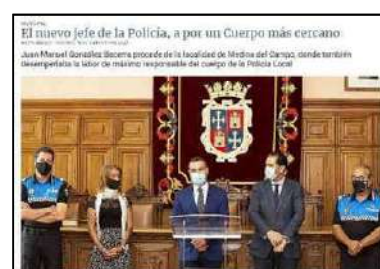 El nuevo jefe de la Policía, a por un Cuerpo más cercano
Juan Manuel González Becerra procede de la localidad de Medina del Campo, donde también
desempeñaba la labor de máximo responsable del cuerpo de la Policía Local